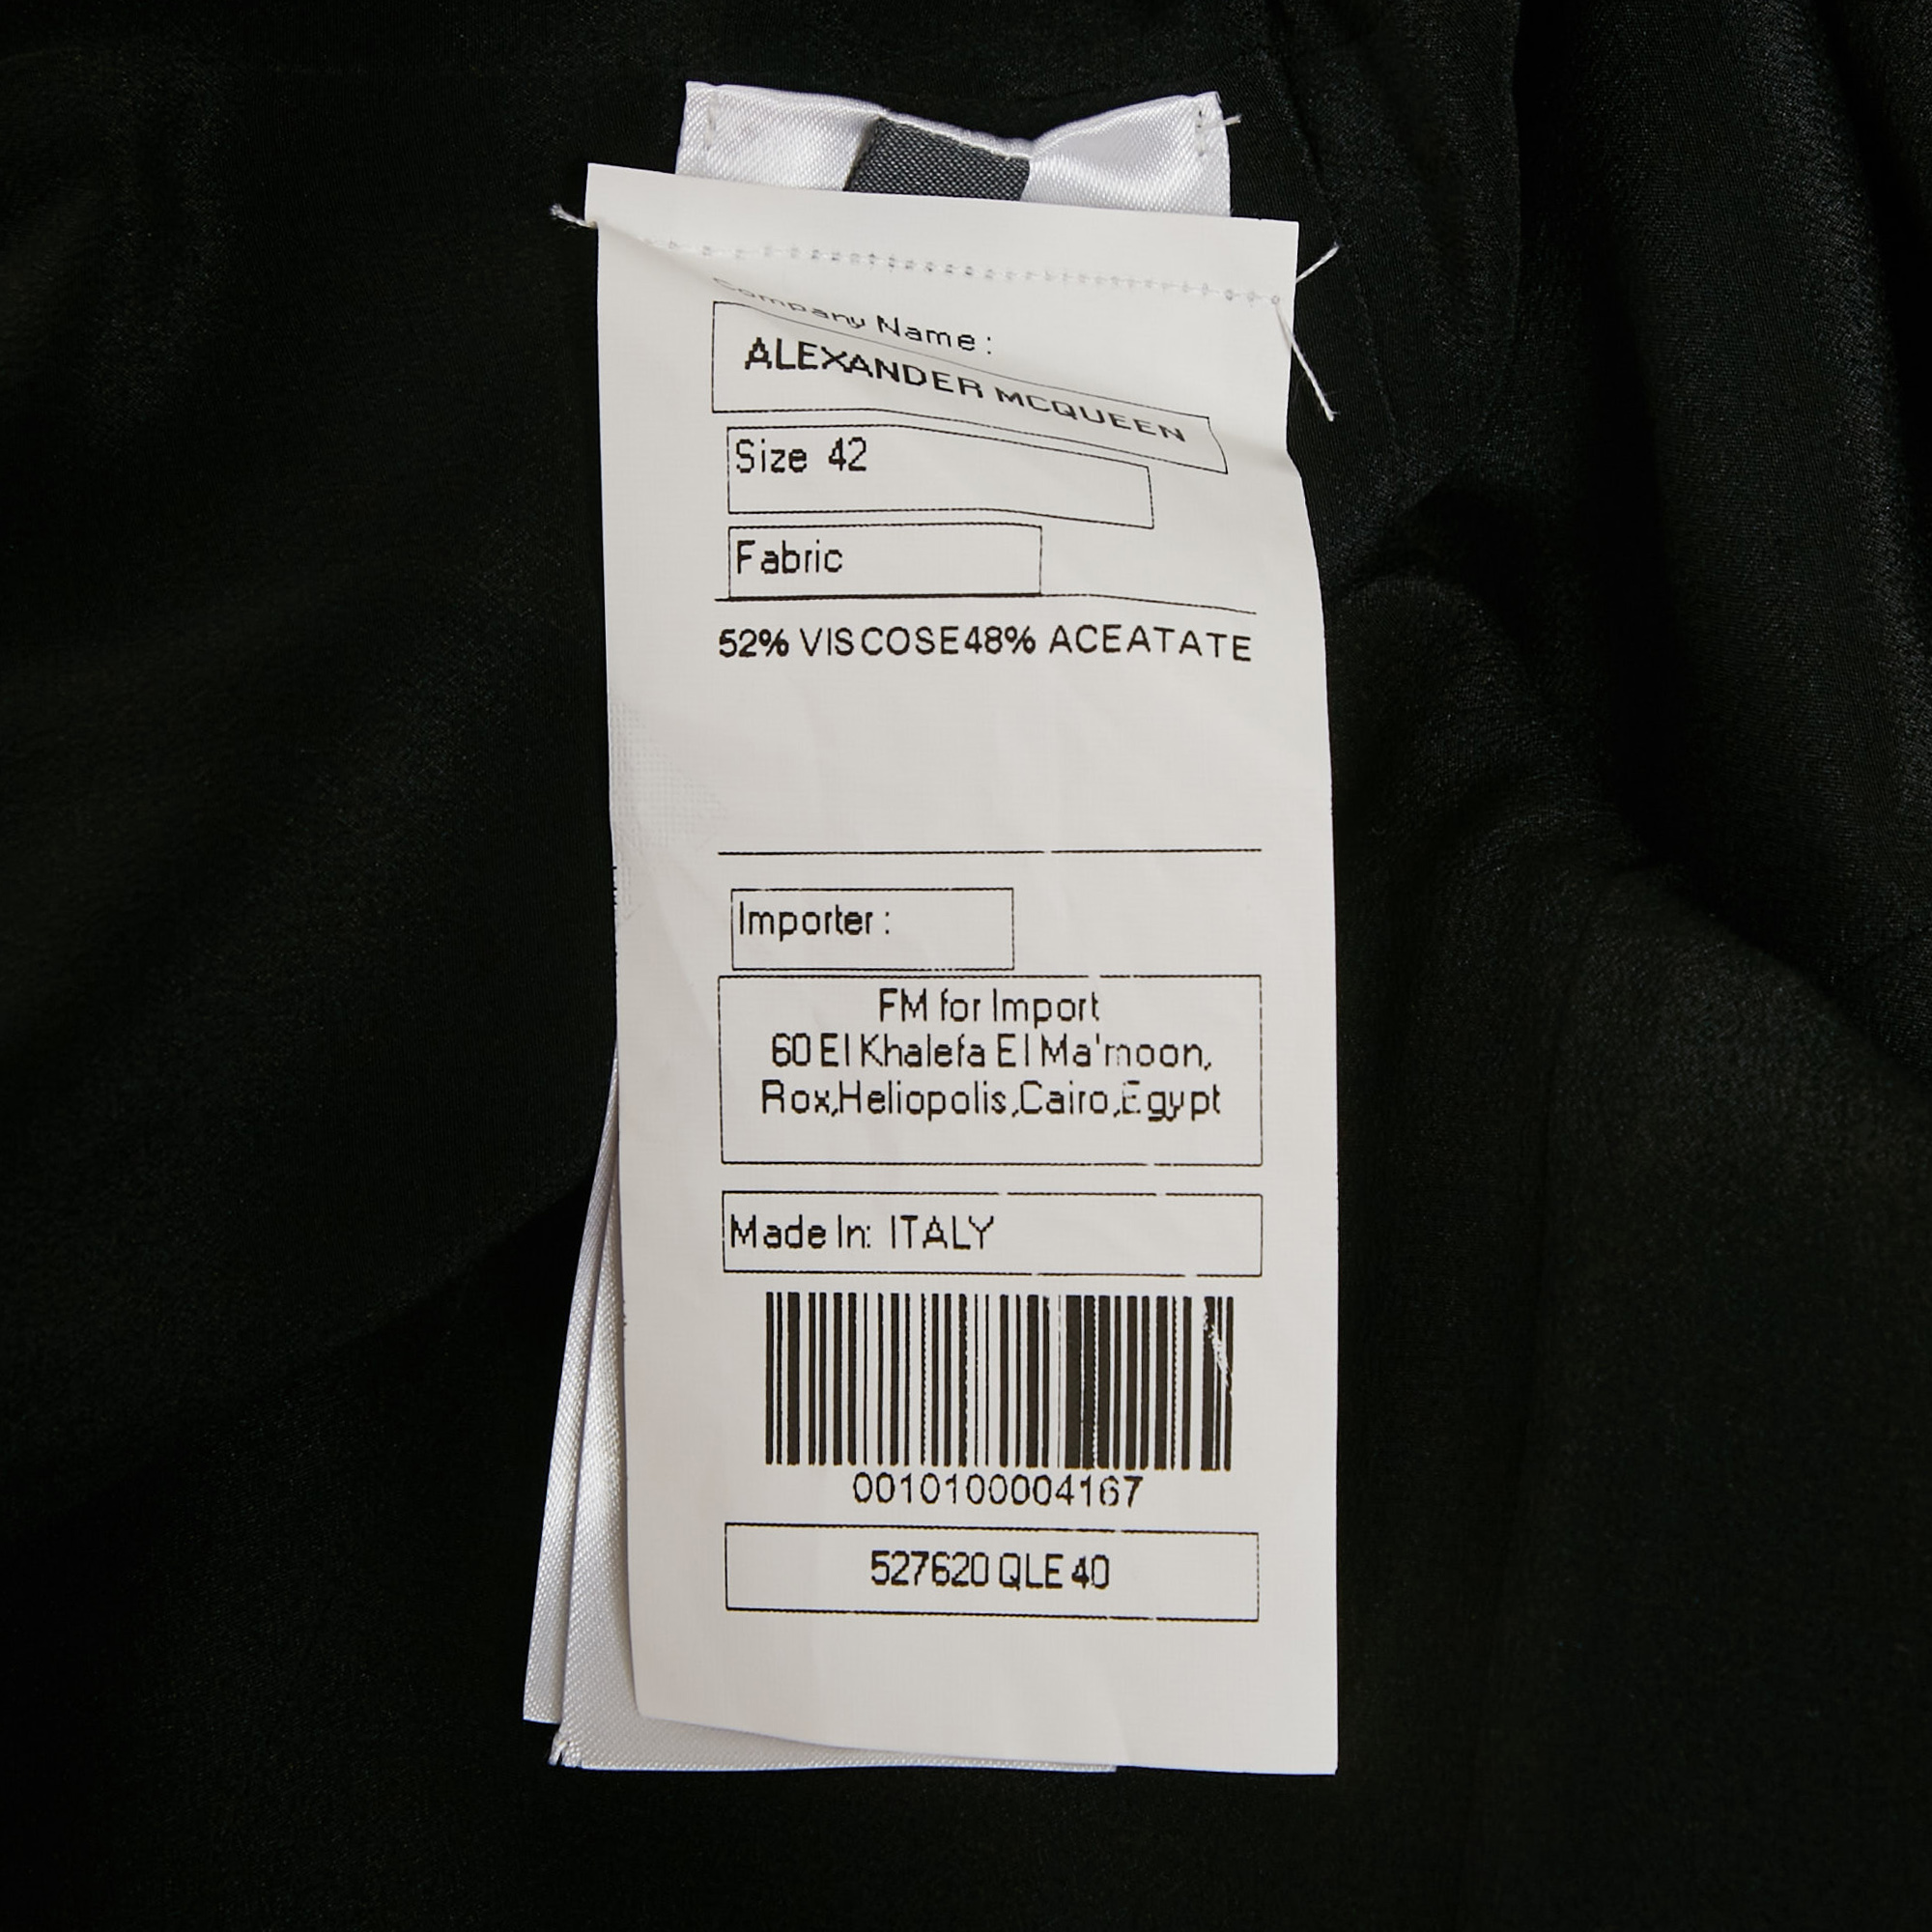 Company Name :
ALEXANDER MCQUEEN
Size 42
Fabric
52% VISCOSE48% ACEATATE
Importer :
FM for Import
60 El Khalefa El Ma'moon,
Rox,Heliopolis,Cairo,Egypt
Made In: ITALY
0010100004167
527620 QLE 40